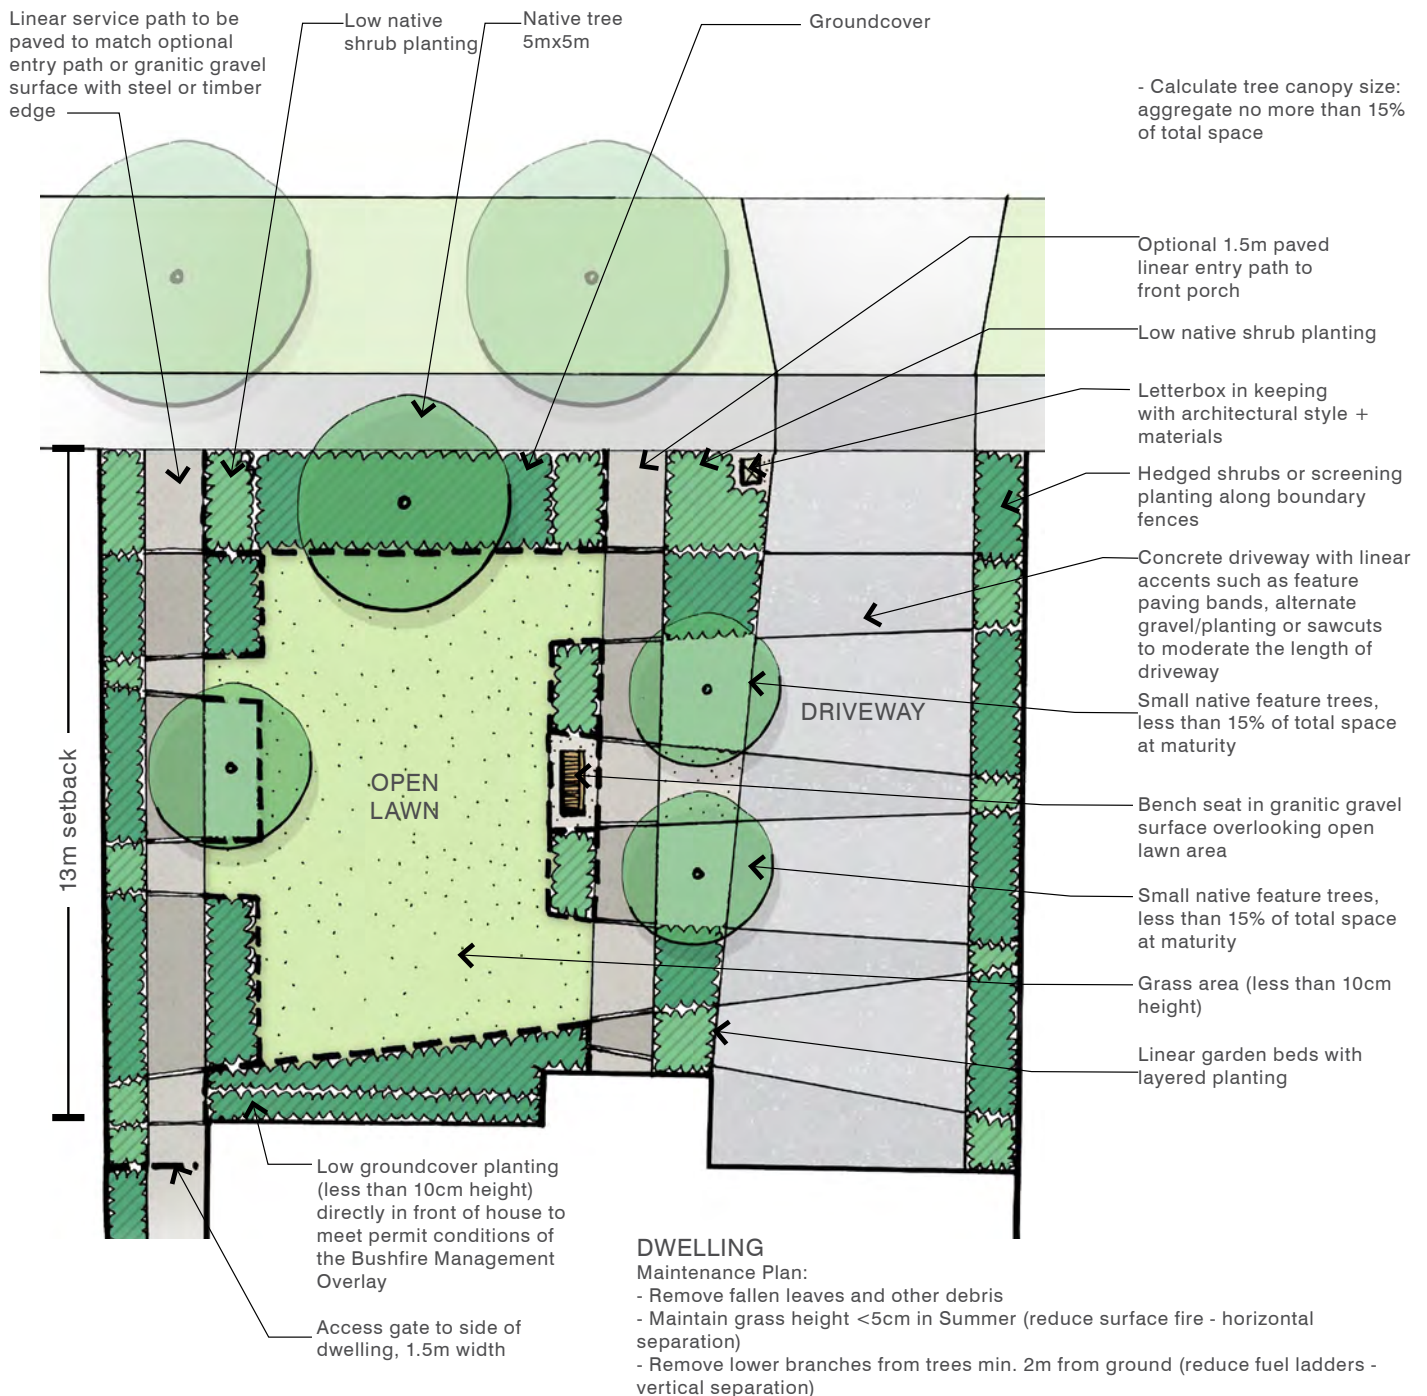 Linear service path to be
paved to match optional
entry path or granitic gravel
surface with steel or timber
edge
Low native
shrub planting
Native tree
5mx5m
Groundcover
- Calculate tree canopy size:
aggregate no more than 15%
of total space
Optional 1.5m paved
linear entry path to
front porch
Low native shrub planting
Letterbox in keeping
with architectural style +
materials
Hedged shrubs or screening
planting along boundary
fences
Concrete driveway with linear
accents such as feature
paving bands, alternate
gravel/planting or sawcuts
to moderate the length of
driveway
Small native feature trees,
less than 15% of total space
at maturity
DRIVEWAY
OPEN
LAWN
13m setback
Bench seat in granitic gravel
surface overlooking open
lawn area
Small native feature trees,
less than 15% of total space
at maturity
Grass area (less than 10cm
height)
Linear garden beds with
layered planting
Low groundcover planting
(less than 10cm height)
directly in front of house to
meet permit conditions of
the Bushfire Management
Overlay
Access gate to side of
dwelling, 1.5m width
DWELLING
Maintenance Plan:
- Remove fallen leaves and other debris
- Maintain grass height <5cm in Summer (reduce surface fire - horizontal
separation)
- Remove lower branches from trees min. 2m from ground (reduce fuel ladders -
vertical separation)